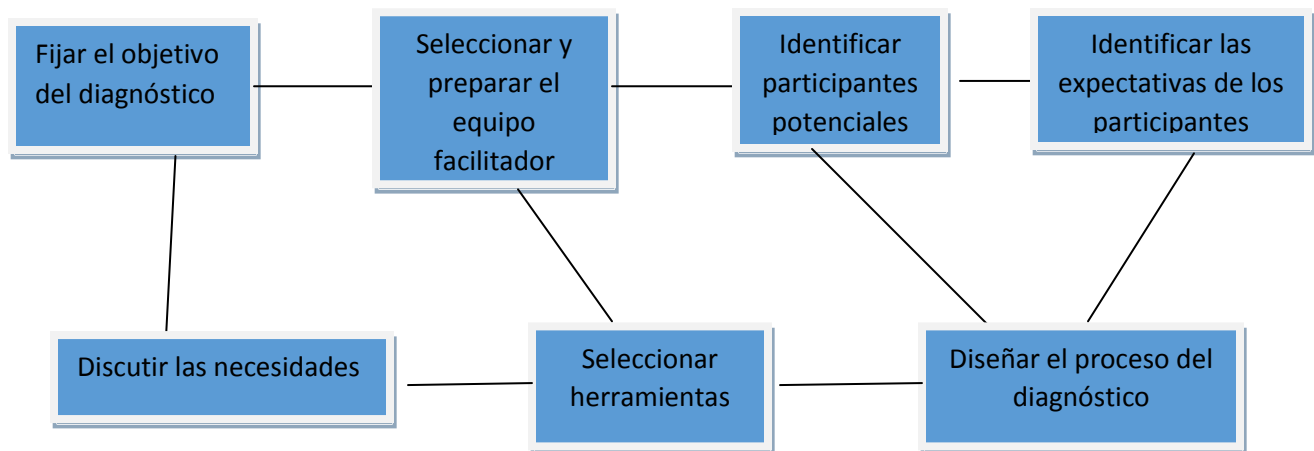 Fijar el objetivo
del diagnóstico
Seleccionar y
preparar el
equipo
facilitador
Identificar
participantes
potenciales
Identificar las
expectativas de los
participantes
Discutir las necesidades
Seleccionar
herramientas
Diseñar el proceso del
diagnóstico